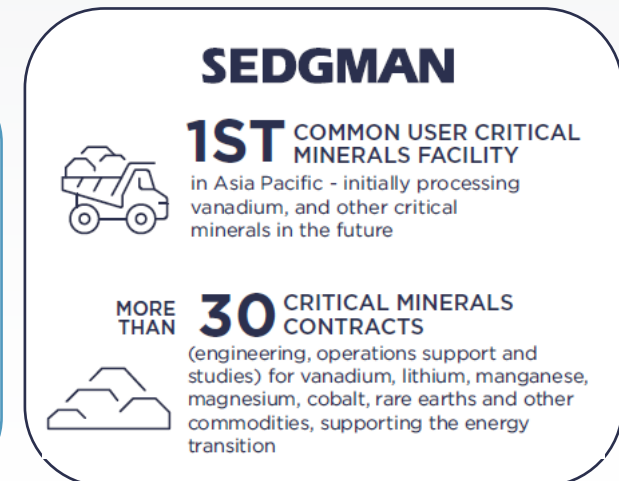 SEDGMAN
1ST COMMON USER CRITICAL
MINERALS FACILITY
in Asia Pacific - initially processing
vanadium, and other critical
minerals in the future
MORE THAN 30 CRITICAL MINERALS
CONTRACTS
(engineering, operations support and
studies) for vanadium, lithium, manganese,
magnesium, cobalt, rare earths and other
commodities, supporting the energy
transition